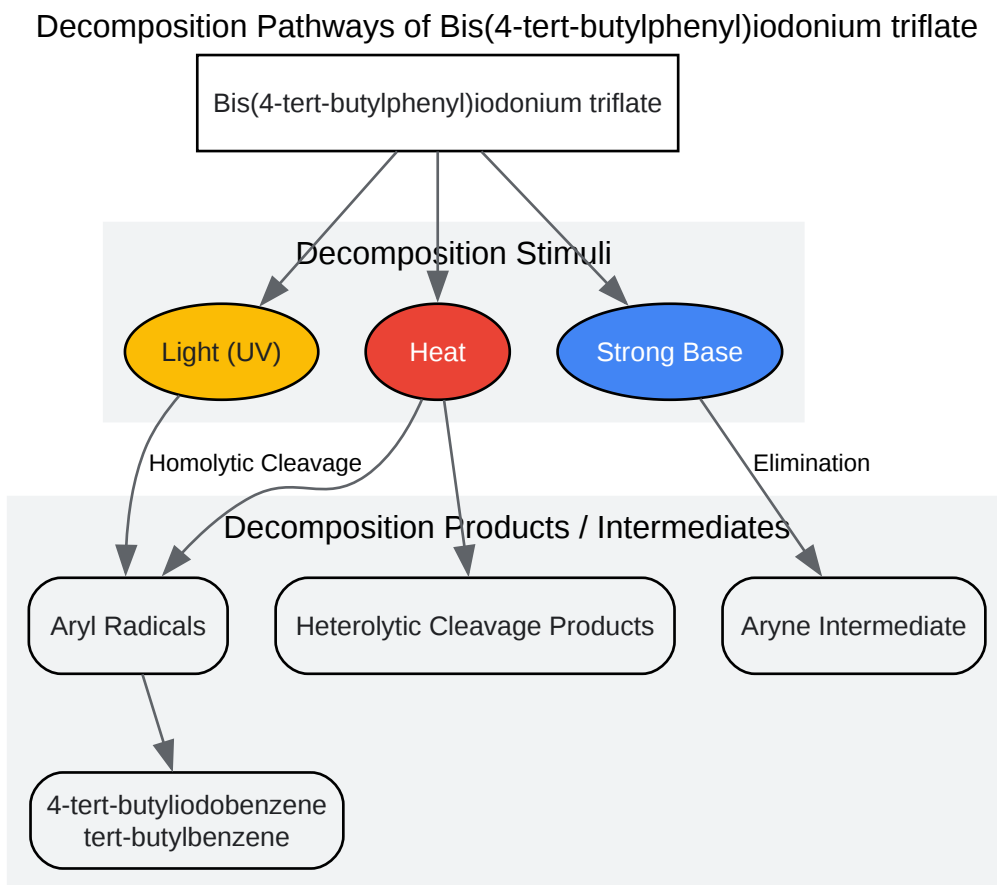 Decomposition Pathways of Bis(4-tert-butylphenyl)iodonium triflate
Bis(4-tert-butylphenyl)iodonium triflate
Decomposition Stimuli
Light (UV)
Heat
Strong Base
Homolytic Cleavage
Elimination
Decomposition Products / Intermediates
Aryl Radicals
Heterolytic Cleavage Products
Aryne Intermediate
4-tert-butyliodobenzene
tert-butylbenzene